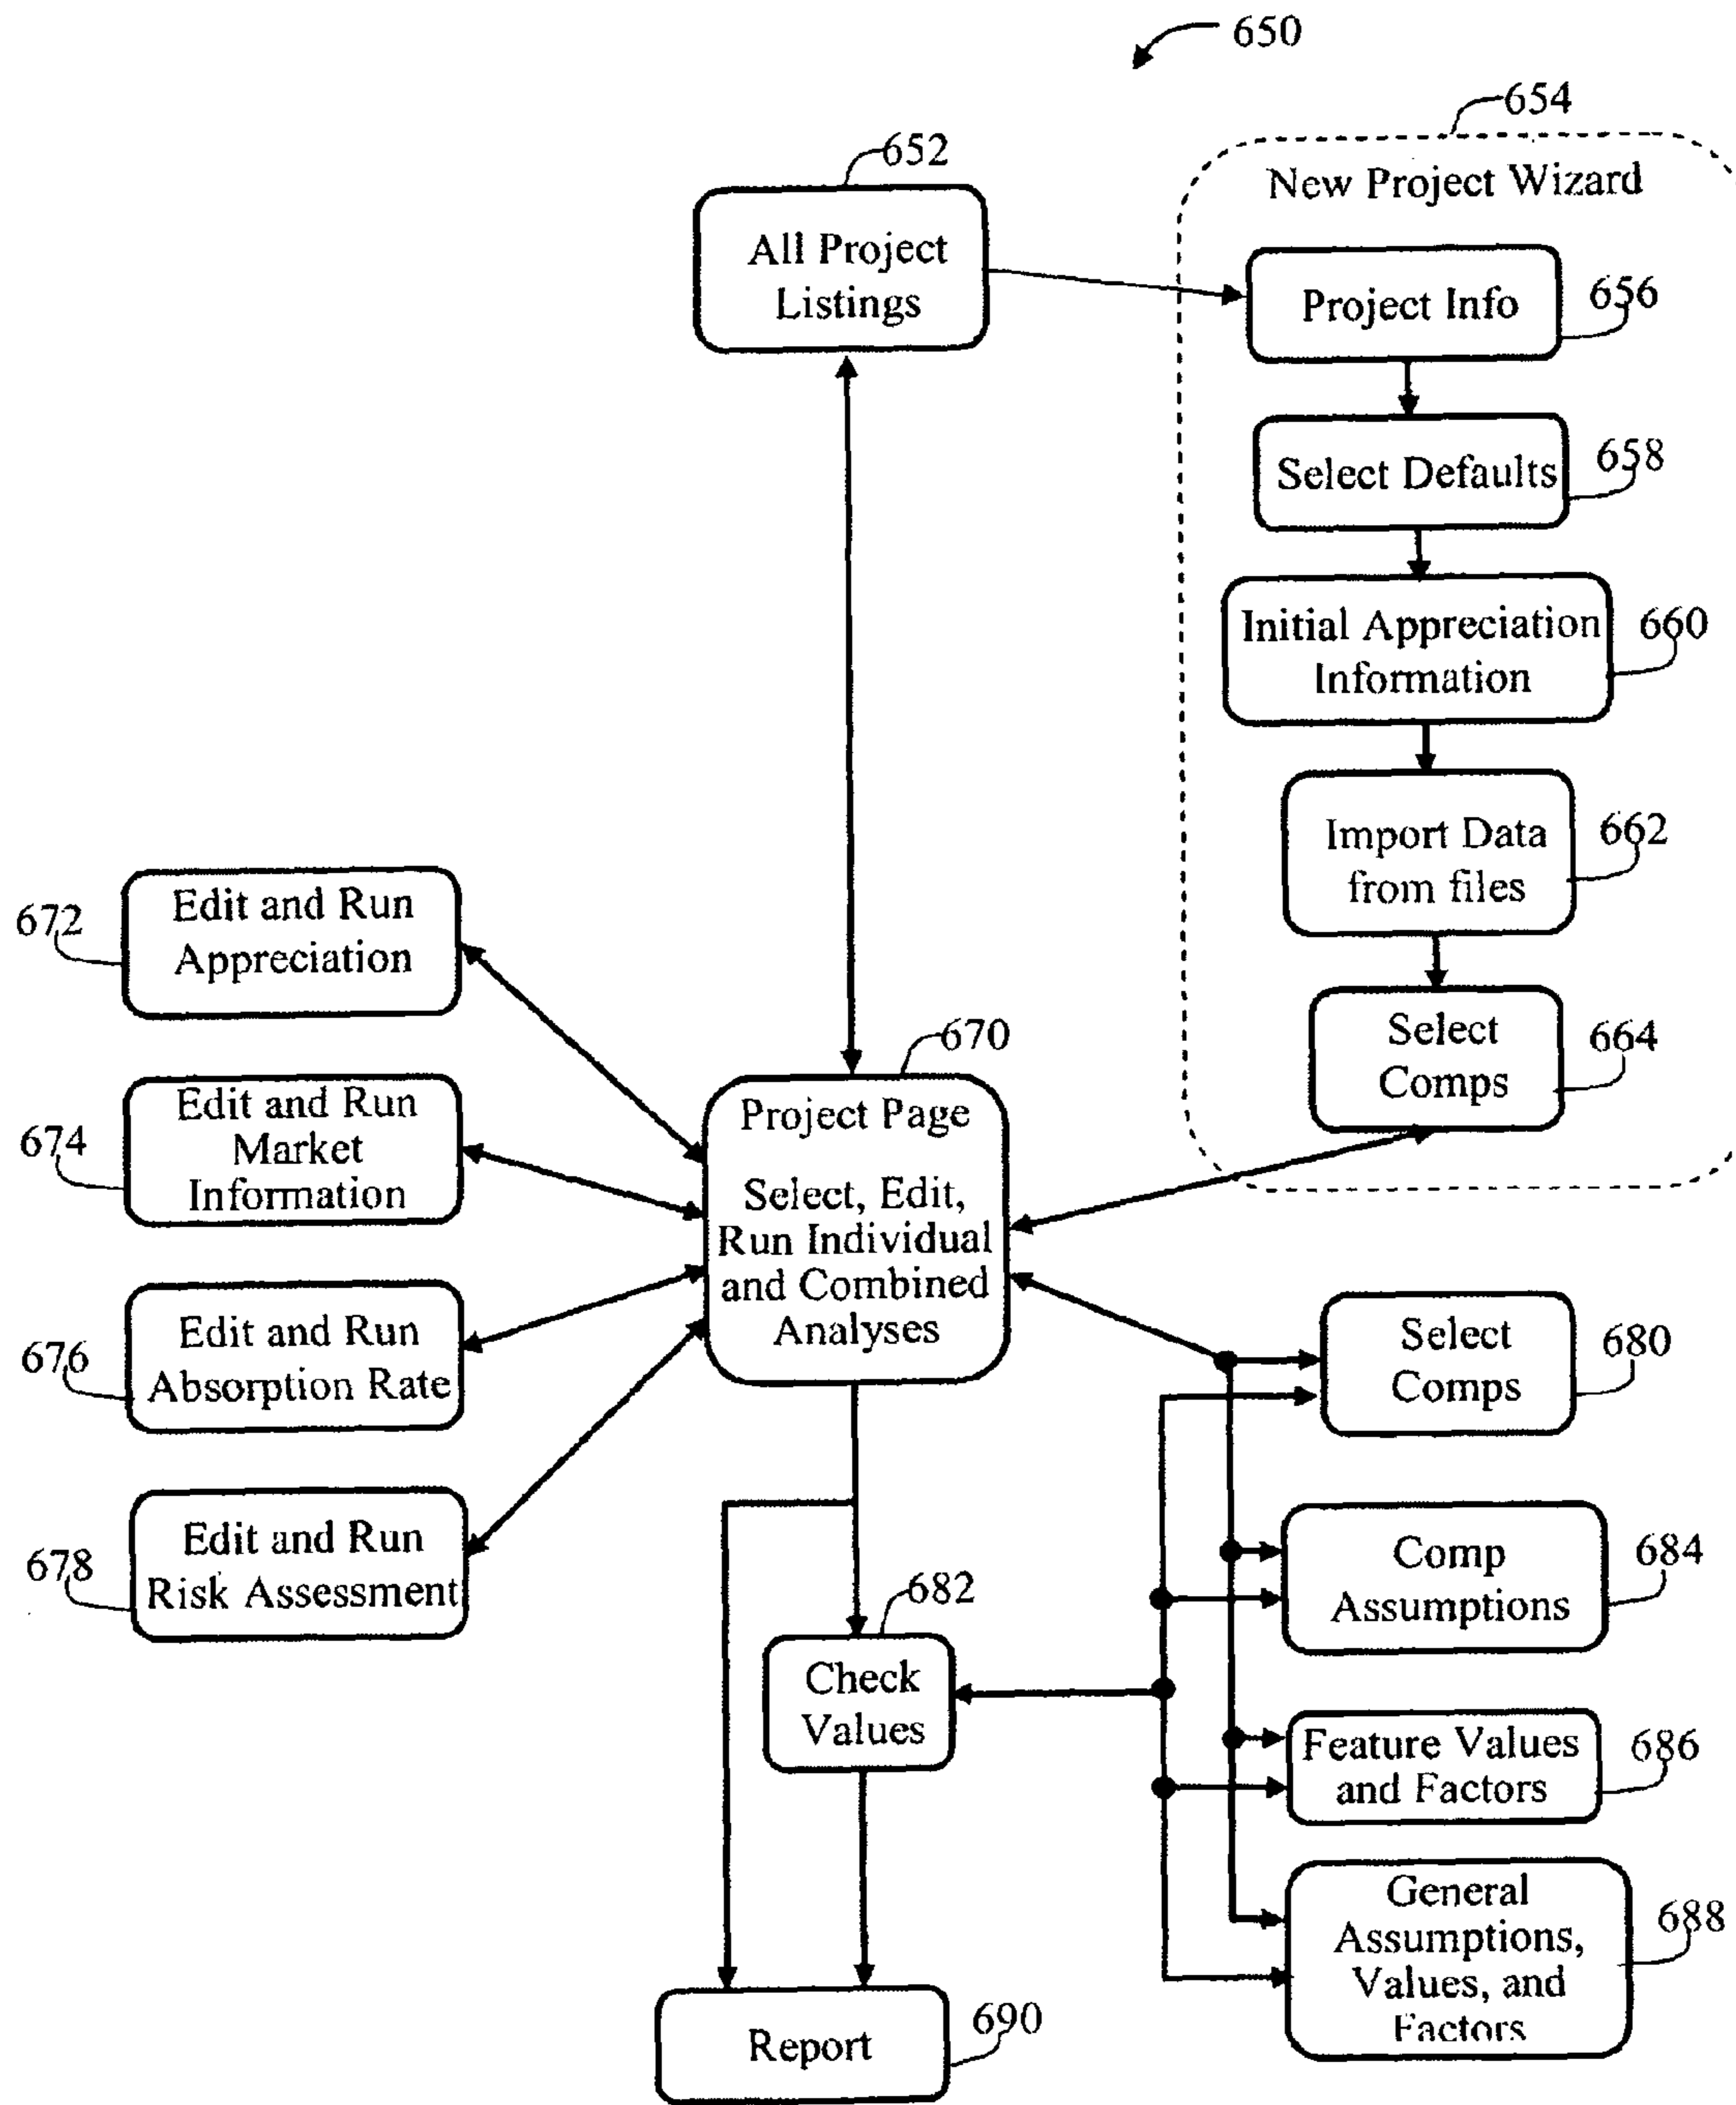 650
654
652
New Project Wizard
All Project
Listings
Project Info
656
Select Defaults
658
Initial Appreciation
Information
660
Import Data
from files
662
Select
Comps
664
672
Edit and Run
Appreciation
674
Edit and Run
Market
Information
676
Edit and Run
Absorption Rate
678
Edit and Run
Risk Assessment
670
Project Page
Select, Edit,
Run Individual
and Combined
Analyses
Select
Comps
680
682
Check
Values
Comp
Assumptions
684
Feature Values
and Factors
686
General
Assumptions,
Values, and
Factors
688
Report
690